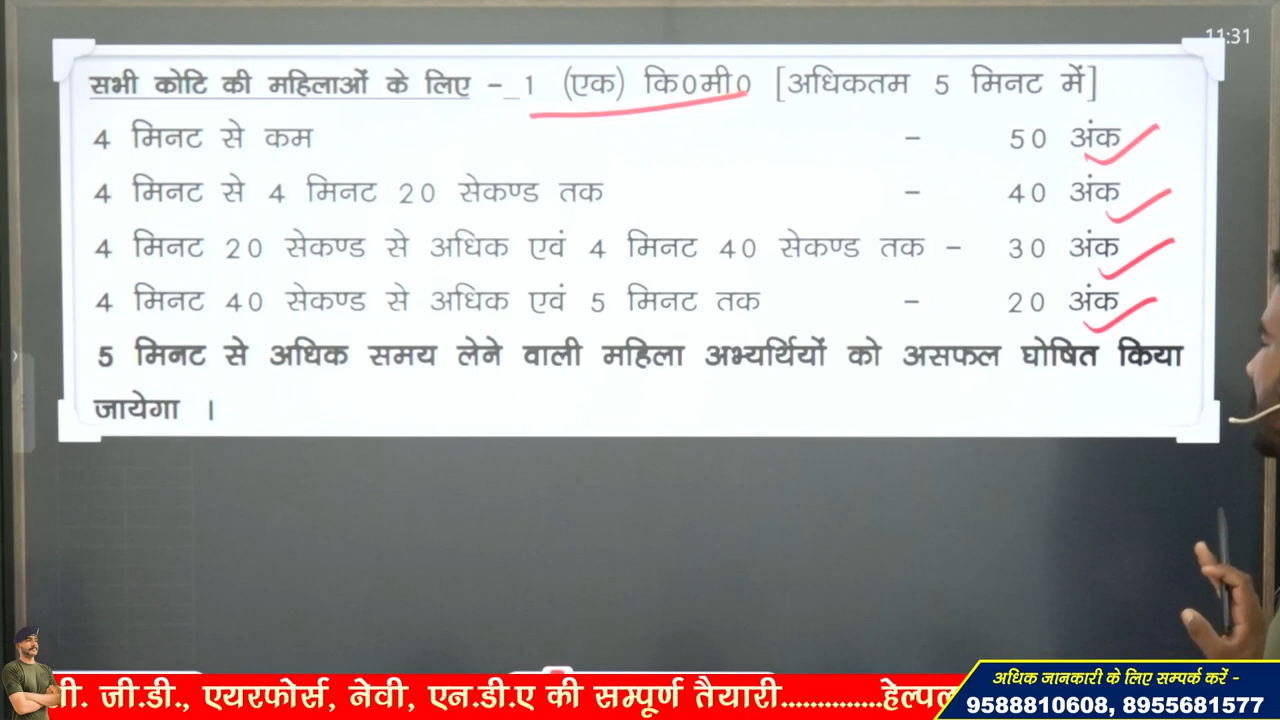 11:31
सभी कोटि की महिलाओं के लिए - 1 (एक) कि0मी0 [अधिकतम 5 मिनट में]
4 मिनट से कम - 50 अंक
4 मिनट से 4 मिनट 20 सेकण्ड तक - 40 अंक
4 मिनट 20 सेकण्ड से अधिक एवं 4 मिनट 40 सेकण्ड तक - 30 अंक
4 मिनट 40 सेकण्ड से अधिक एवं 5 मिनट तक - 20 अंक
5 मिनट से अधिक समय लेने वाली महिला अभ्यर्थियों को असफल घोषित किया
जायेगा ।
जी.डी., एयरफोर्स, नेवी, एन.डी.ए की सम्पूर्ण तैयारी..............
अधिक जानकारी के लिए सम्पर्क करें -
9588810608, 8955681577